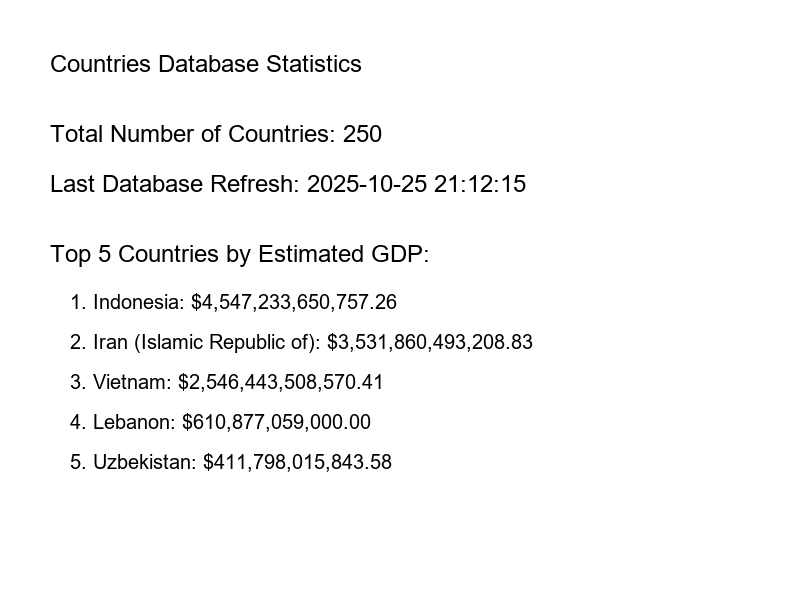 Countries Database Statistics
Total Number of Countries: 250
Last Database Refresh: 2025-10-25 21:12:15
Top 5 Countries by Estimated GDP:
1. Indonesia: $4,547,233,650,757.26
2. Iran (Islamic Republic of): $3,531,860,493,208.83
3. Vietnam: $2,546,443,508,570.41
4. Lebanon: $610,877,059,000.00
5. Uzbekistan: $411,798,015,843.58